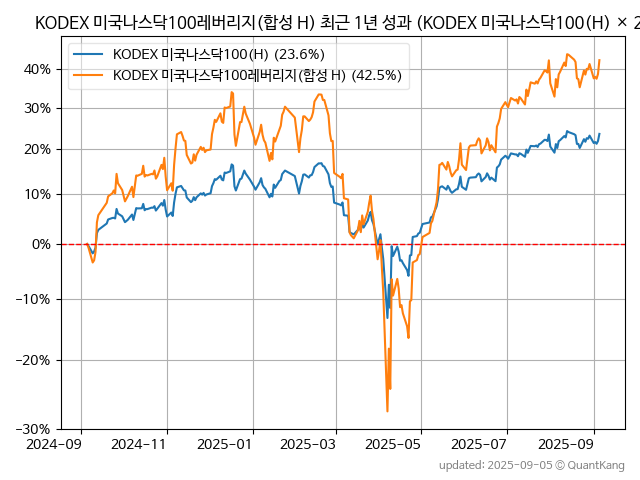 KODEX 미국나스닥100레버리지(합성 H) 최근 1년 성과 (KODEX 미국나스닥100(H) × 2
KODEX 미국나스닥100(H) (23.6%)
KODEX 미국나스닥100레버리지(합성 H) (42.5%)
40%
30%
20%
10%
0%
−10%
−20%
−30%
2024-09 2024-11 2025-01 2025-03 2025-05 2025-07 2025-09
updated: 2025-09-05 © QuantKang